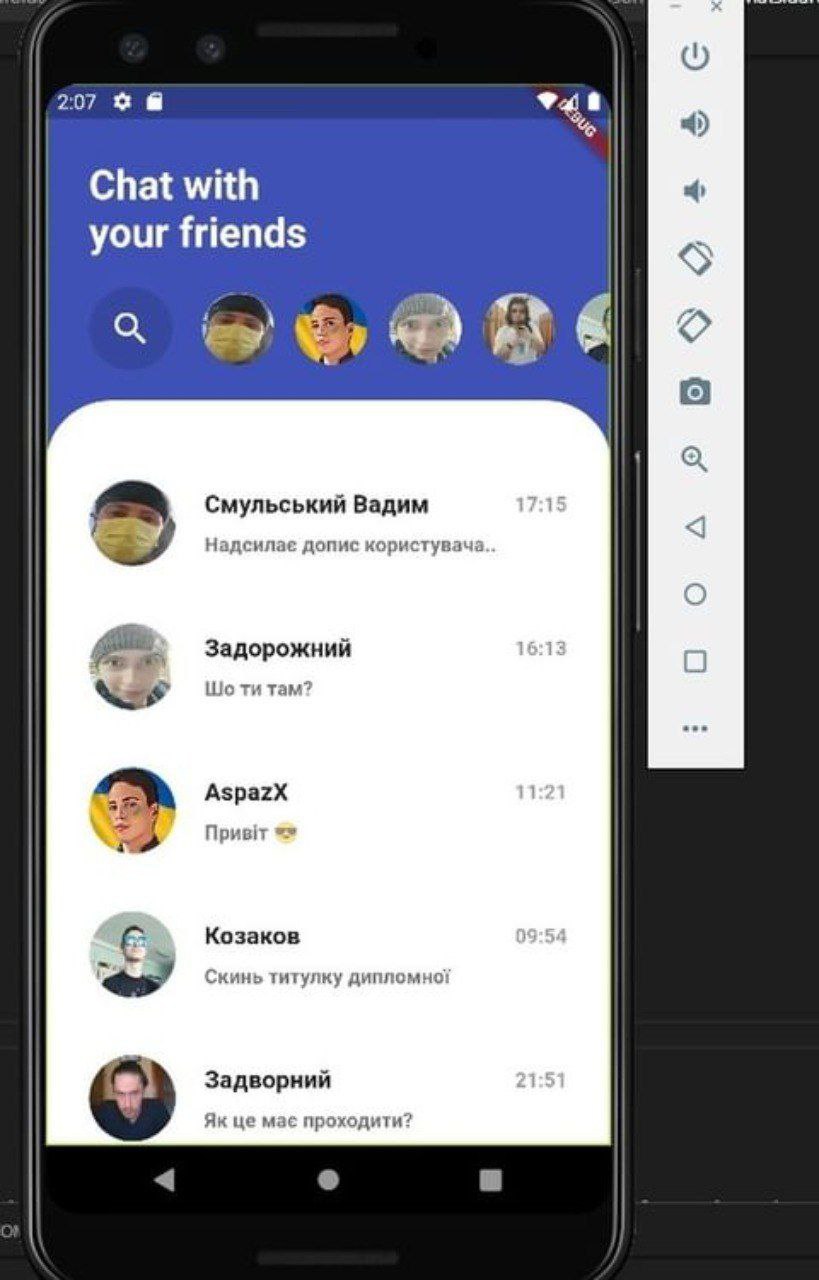 2:07
DEBUG
Chat with
your friends
Смульський Вадим 17:15
Надсилає допис користувача..
Задорожний 16:13
Шо ти там?
AspazX 11:21
Привіт 😎
Козаков 09:54
Скинь титулку дипломної
Задворний 21:51
Як це має проходити?